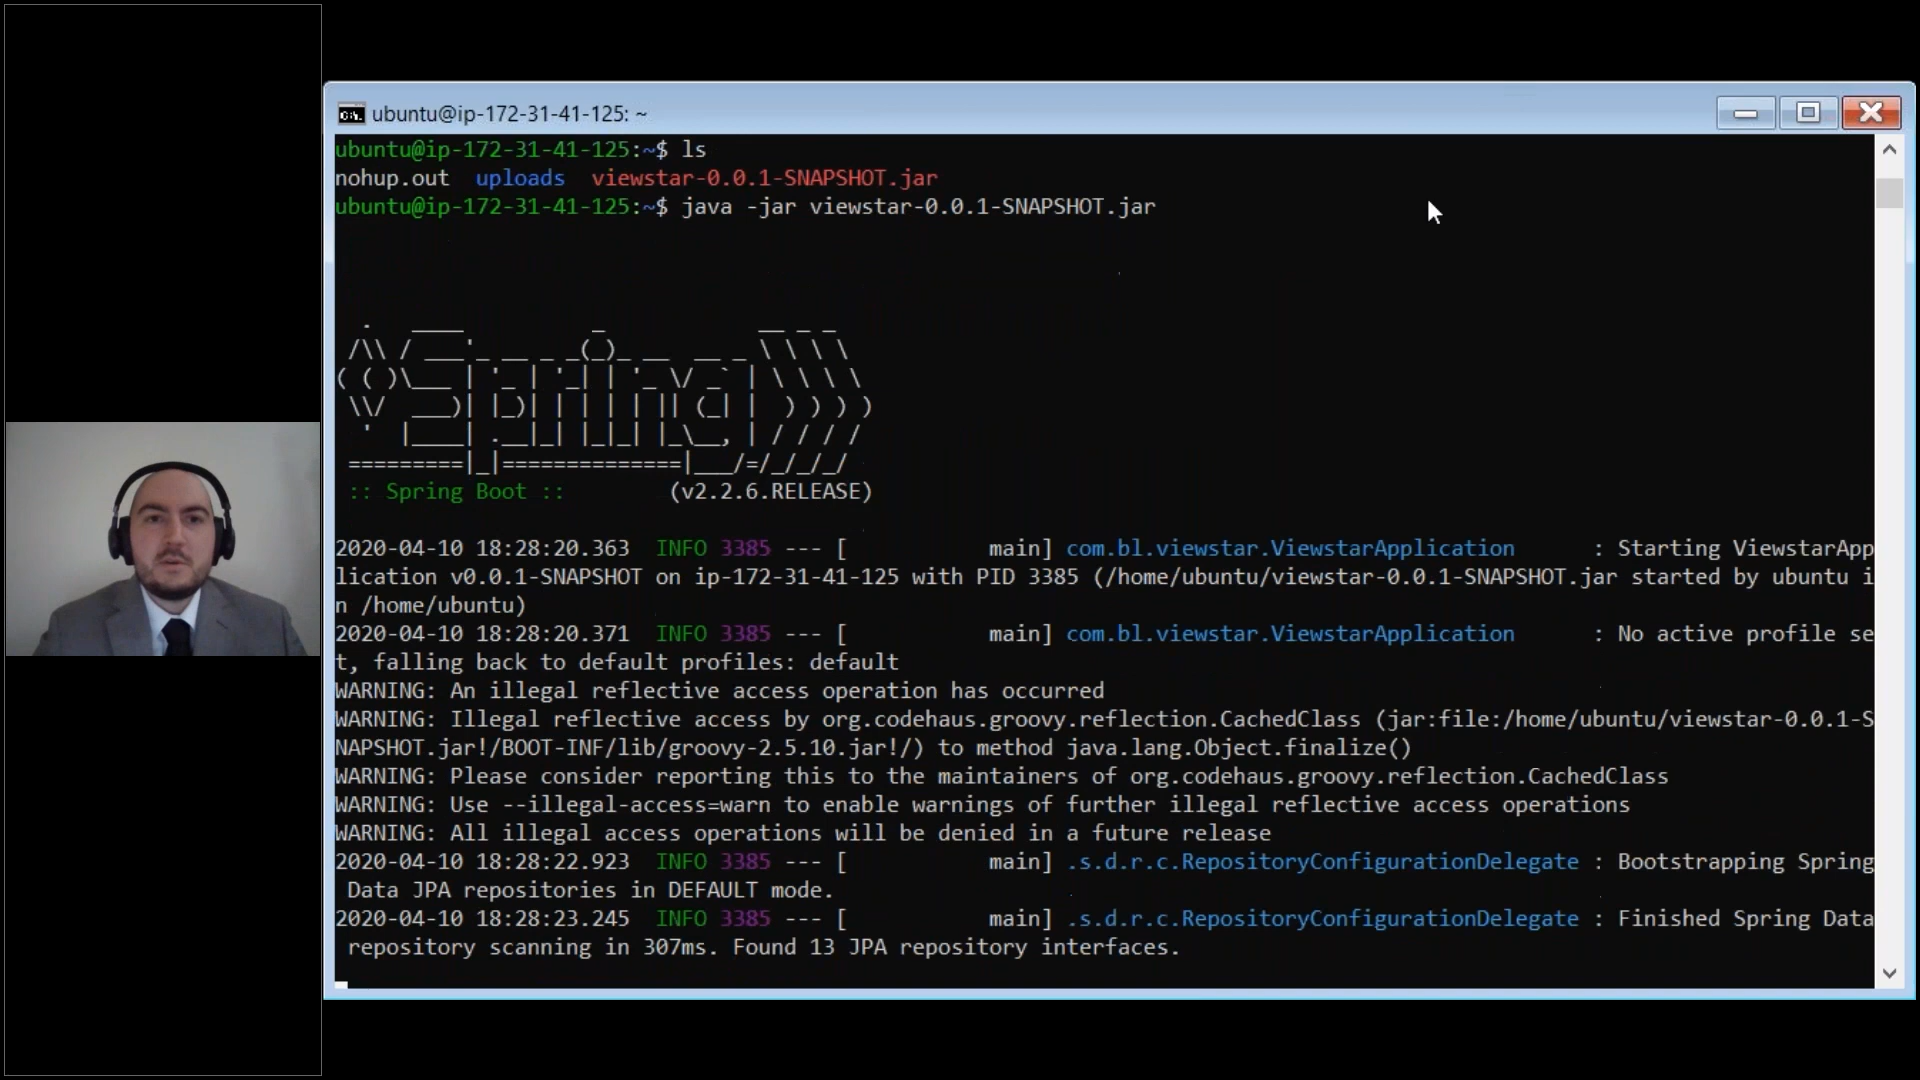 ubuntu@ip-172-31-41-125: ~
ubuntu@ip-172-31-41-125:~$ ls
nohup.out  uploads  viewstar-0.0.1-SNAPSHOT.jar
ubuntu@ip-172-31-41-125:~$ java -jar viewstar-0.0.1-SNAPSHOT.jar
Spring
:: Spring Boot ::        (v2.2.6.RELEASE)
2020-04-10 18:28:20.363  INFO 3385 --- [           main] com.bl.viewstar.ViewstarApplication      : Starting ViewstarApp
lication v0.0.1-SNAPSHOT on ip-172-31-41-125 with PID 3385 (/home/ubuntu/viewstar-0.0.1-SNAPSHOT.jar started by ubuntu i
n /home/ubuntu)
2020-04-10 18:28:20.371  INFO 3385 --- [           main] com.bl.viewstar.ViewstarApplication      : No active profile se
t, falling back to default profiles: default
WARNING: An illegal reflective access operation has occurred
WARNING: Illegal reflective access by org.codehaus.groovy.reflection.CachedClass (jar:file:/home/ubuntu/viewstar-0.0.1-S
NAPSHOT.jar!/BOOT-INF/lib/groovy-2.5.10.jar!/) to method java.lang.Object.finalize()
WARNING: Please consider reporting this to the maintainers of org.codehaus.groovy.reflection.CachedClass
WARNING: Use --illegal-access=warn to enable warnings of further illegal reflective access operations
WARNING: All illegal access operations will be denied in a future release
2020-04-10 18:28:22.923  INFO 3385 --- [           main] .s.d.r.c.RepositoryConfigurationDelegate : Bootstrapping Spring
Data JPA repositories in DEFAULT mode.
2020-04-10 18:28:23.245  INFO 3385 --- [           main] .s.d.r.c.RepositoryConfigurationDelegate : Finished Spring Data
repository scanning in 307ms. Found 13 JPA repository interfaces.